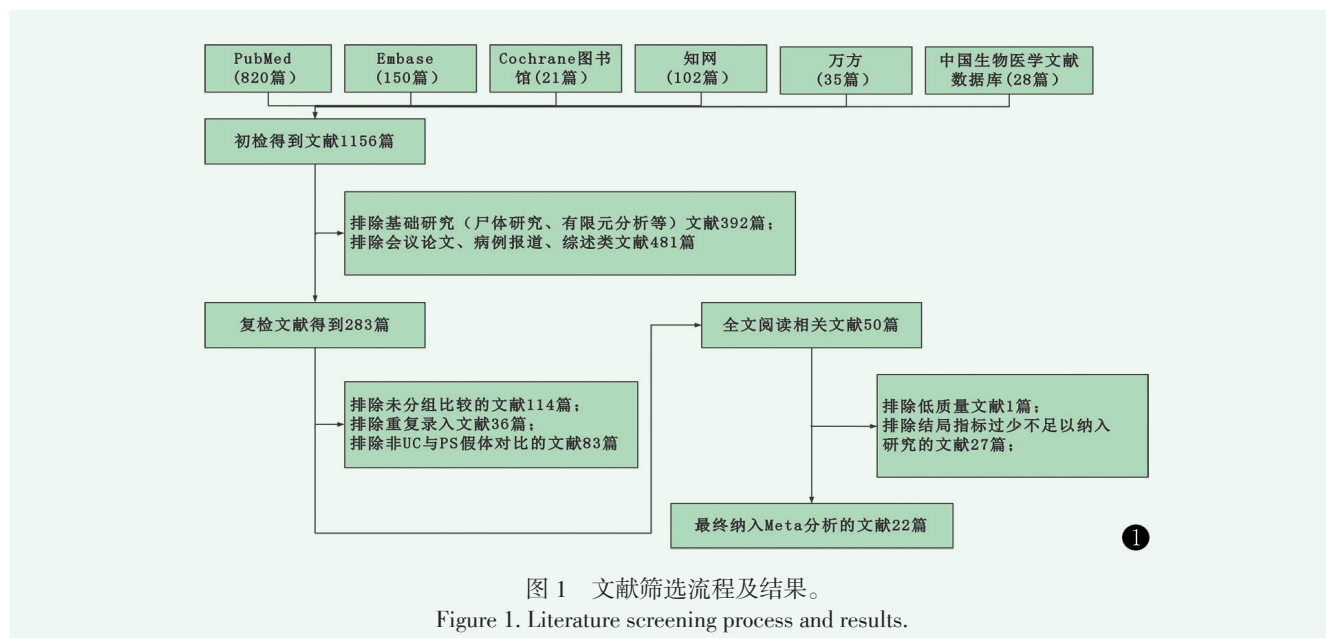 PubMed
(820篇)
Embase
(150篇)
Cochrane图书
馆(21篇)
知网
(102篇)
万方
(35篇)
中国生物医学文献
数据库(28篇)
初检得到文献1156篇
排除基础研究（尸体研究、有限元分析等）文献392篇；
排除会议论文、病例报道、综述类文献481篇
复检文献得到283篇
排除未分组比较的文献114篇；
排除重复录入文献36篇；
排除非UC与PS假体对比的文献83篇
全文阅读相关文献50篇
排除低质量文献1篇；
排除结局指标过少不足以纳入
研究的文献27篇；
最终纳入Meta分析的文献22篇
1
图 1　文献筛选流程及结果。
Figure 1. Literature screening process and results.